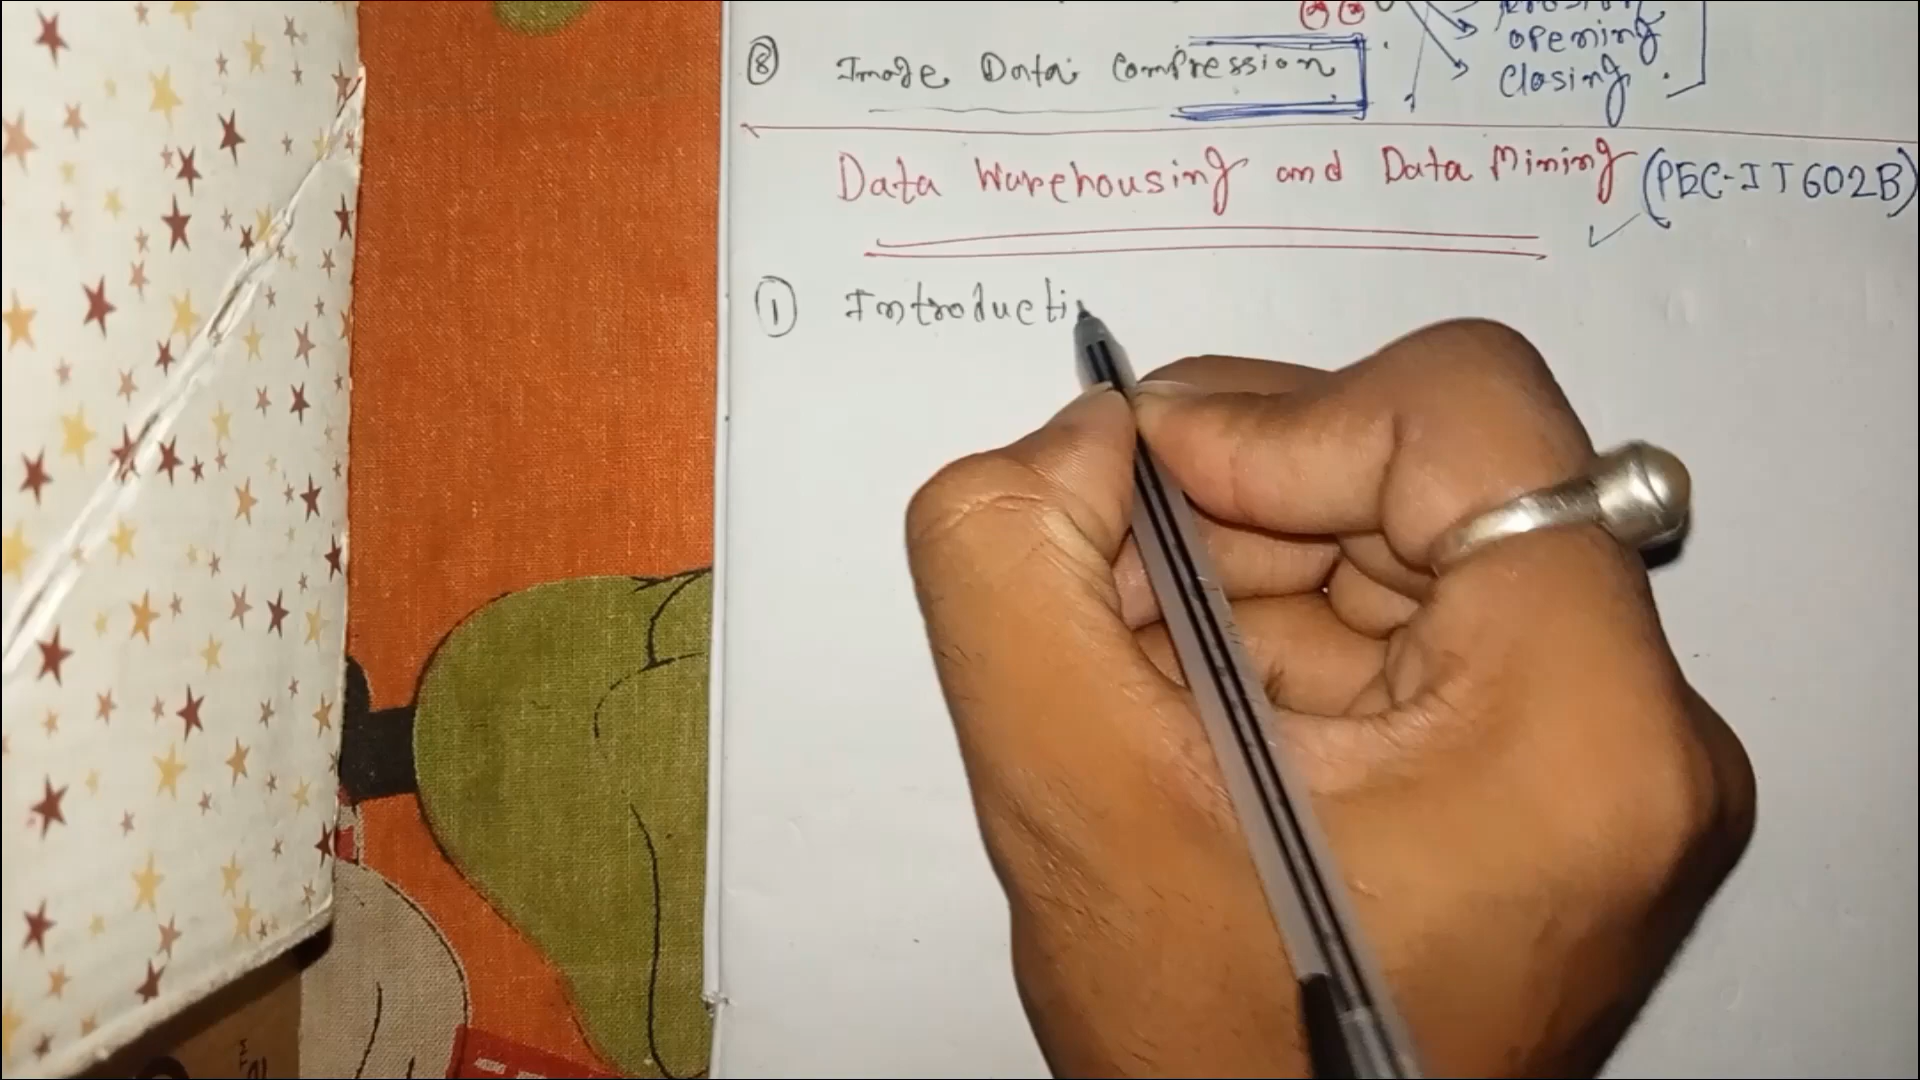 opening
⑧ Image Data Compression
Closing
Data Warehousing and Data Mining (PEC-IT602B)
① Introducti